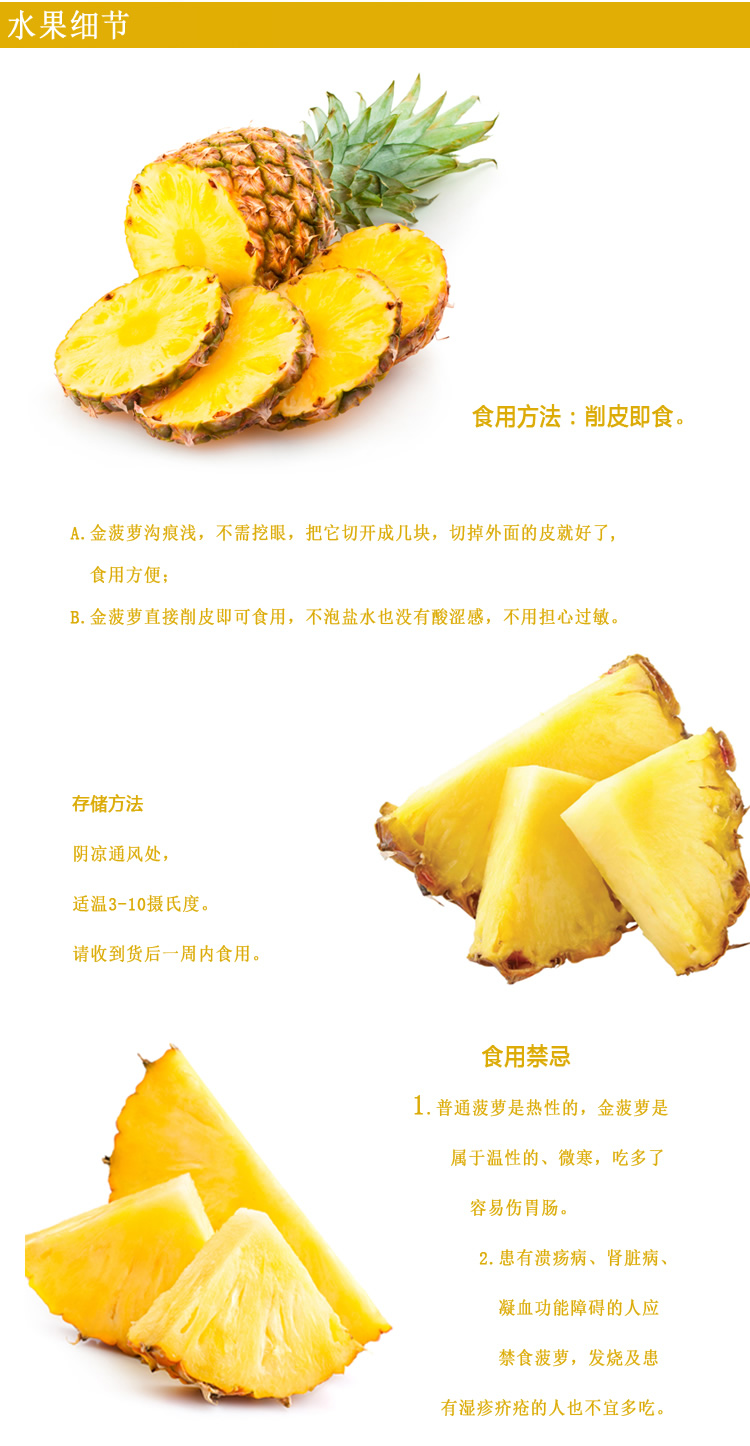 水果细节
食用方法：削皮即食。
A.金菠萝沟痕浅，不需挖眼，把它切开成几块，切掉外面的皮就好了，
食用方便；
B.金菠萝直接削皮即可食用，不泡盐水也没有酸涩感，不用担心过敏。
存储方法
阴凉通风处，
适温3-10摄氏度。
请收到货后一周内食用。
食用禁忌
1.普通菠萝是热性的，金菠萝是
属于温性的、微寒，吃多了
容易伤胃肠。
2.患有溃疡病、肾脏病、
凝血功能障碍的人应
禁食菠萝，发烧及患
有湿疹疥疮的人也不宜多吃。